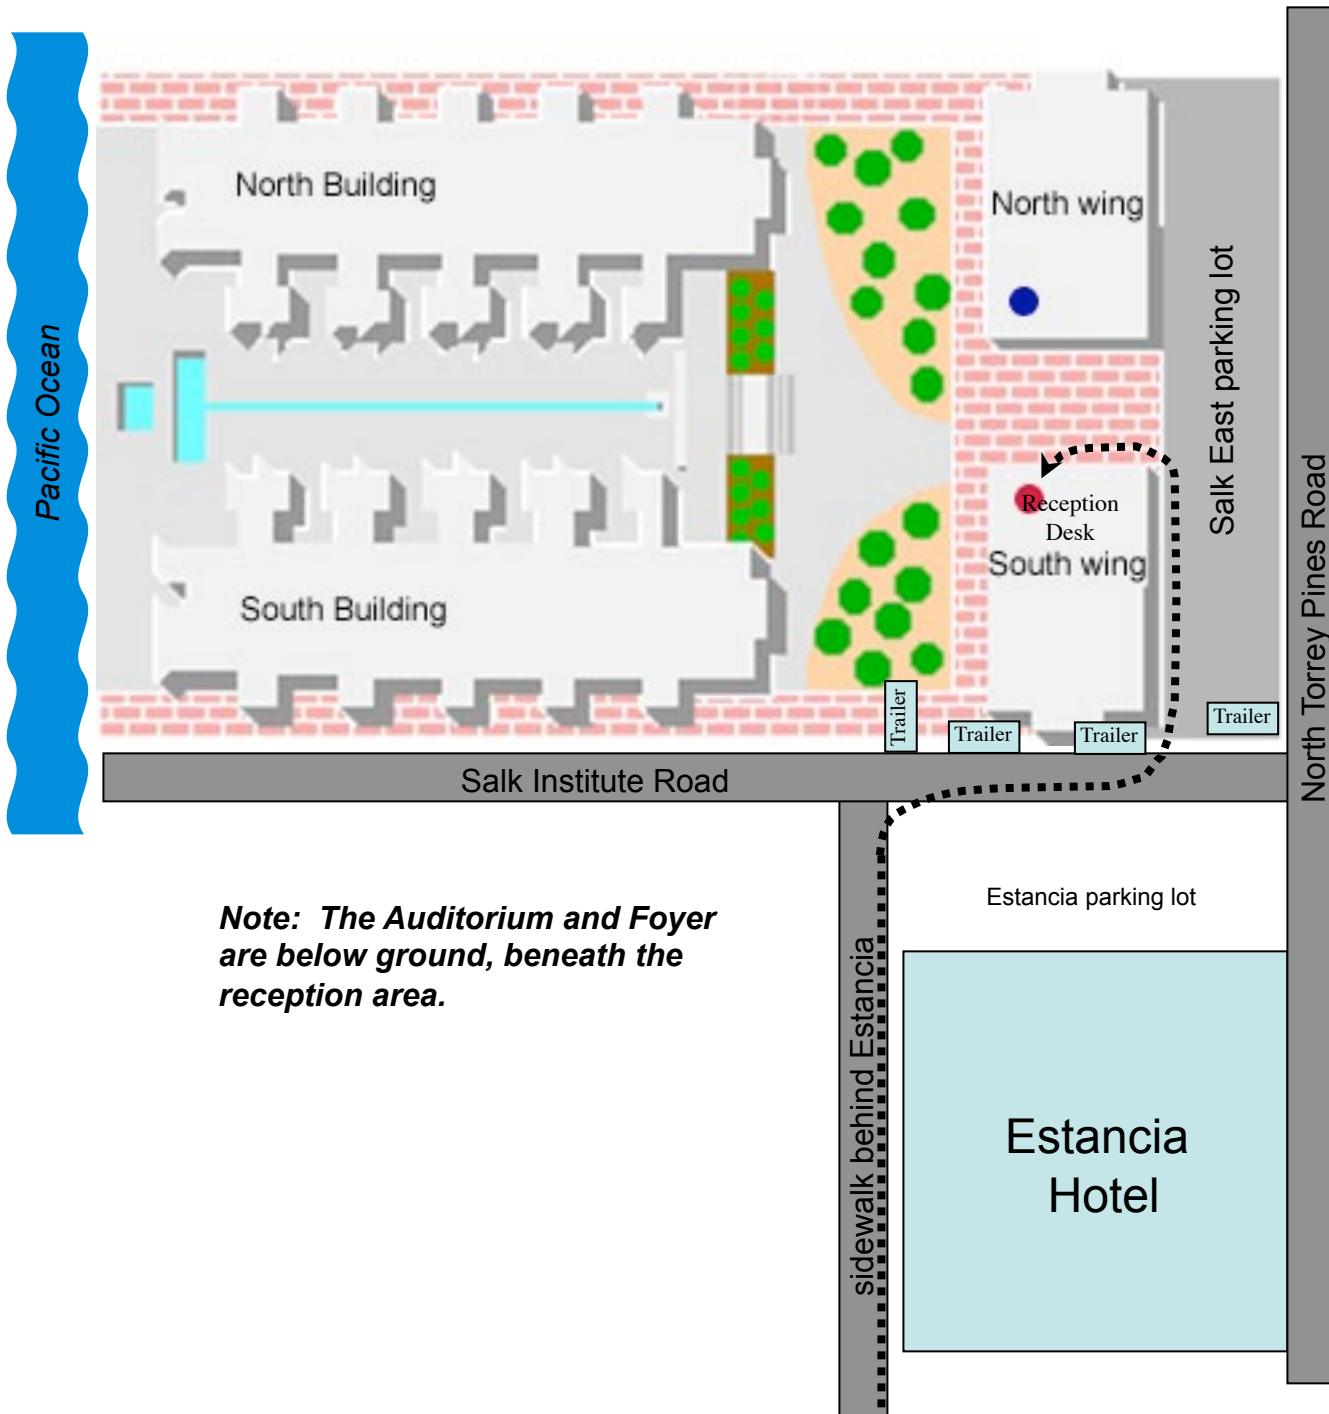 North Building
North wing
Salk East parking lot
Pacific Ocean
Reception
Desk
South wing
South Building
North Torrey Pines Road
Trailer
Trailer
Trailer
Trailer
Salk Institute Road
Estancia parking lot
Note: The Auditorium and Foyer
are below ground, beneath the
reception area.
sidewalk behind Estancia
Estancia
Hotel